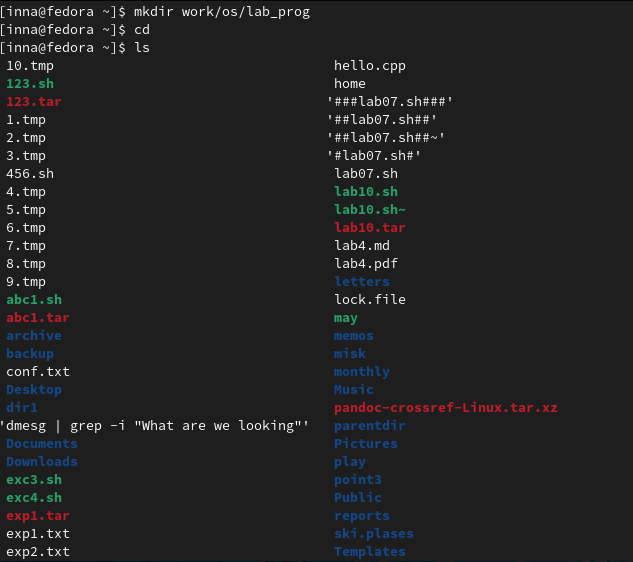 [inna@fedora ~]$ mkdir work/os/lab_prog
[inna@fedora ~]$ cd
[inna@fedora ~]$ ls
10.tmp hello.cpp
123.sh home
123.tar '###lab07.sh###'
1.tmp '##lab07.sh##'
2.tmp '##lab07.sh##~'
3.tmp '#lab07.sh#'
456.sh lab07.sh
4.tmp lab10.sh
5.tmp lab10.sh~
6.tmp lab10.tar
7.tmp lab4.md
8.tmp lab4.pdf
9.tmp letters
abc1.sh lock.file
abc1.tar may
archive memos
backup misk
conf.txt monthly
Desktop Music
dir1 pandoc-crossref-Linux.tar.xz
'dmesg | grep -i "What are we looking"' parentdir
Documents Pictures
Downloads play
exc3.sh point3
exc4.sh Public
exp1.tar reports
exp1.txt ski.plases
exp2.txt Templates